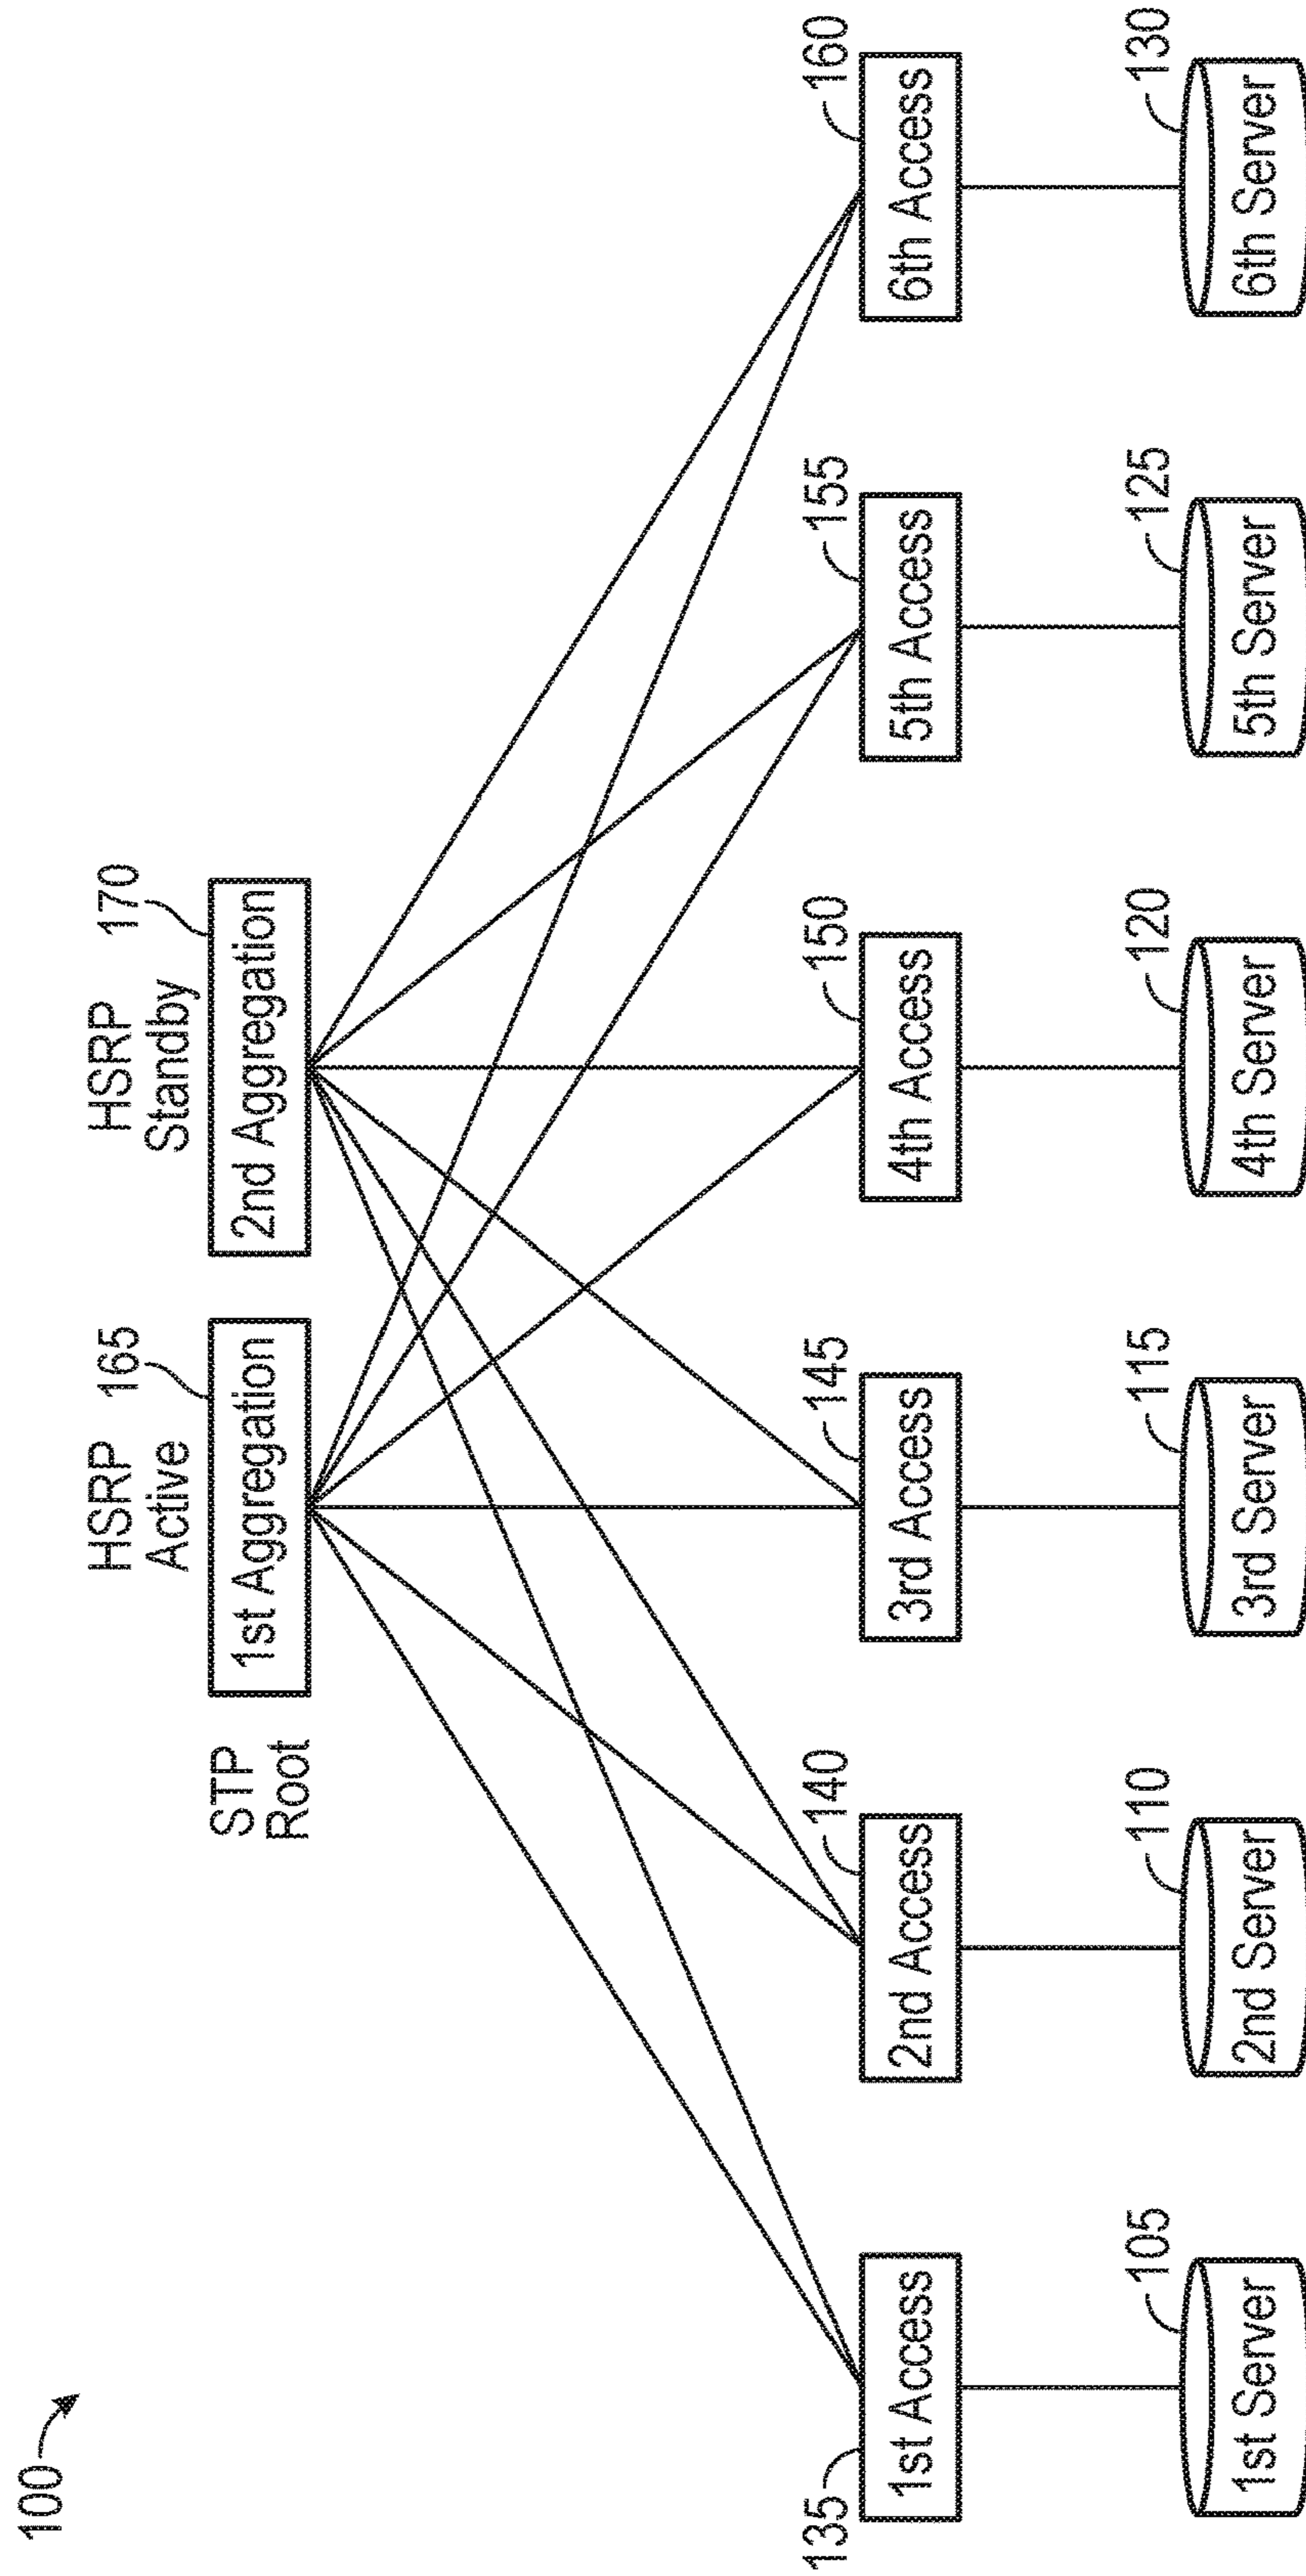 100
HSRP
Active
165
HSRP
Standby
170
STP
Root
1st Aggregation
2nd Aggregation
135
140
145
150
155
160
1st Access
2nd Access
3rd Access
4th Access
5th Access
6th Access
105
110
115
120
125
130
1st Server
2nd Server
3rd Server
4th Server
5th Server
6th Server